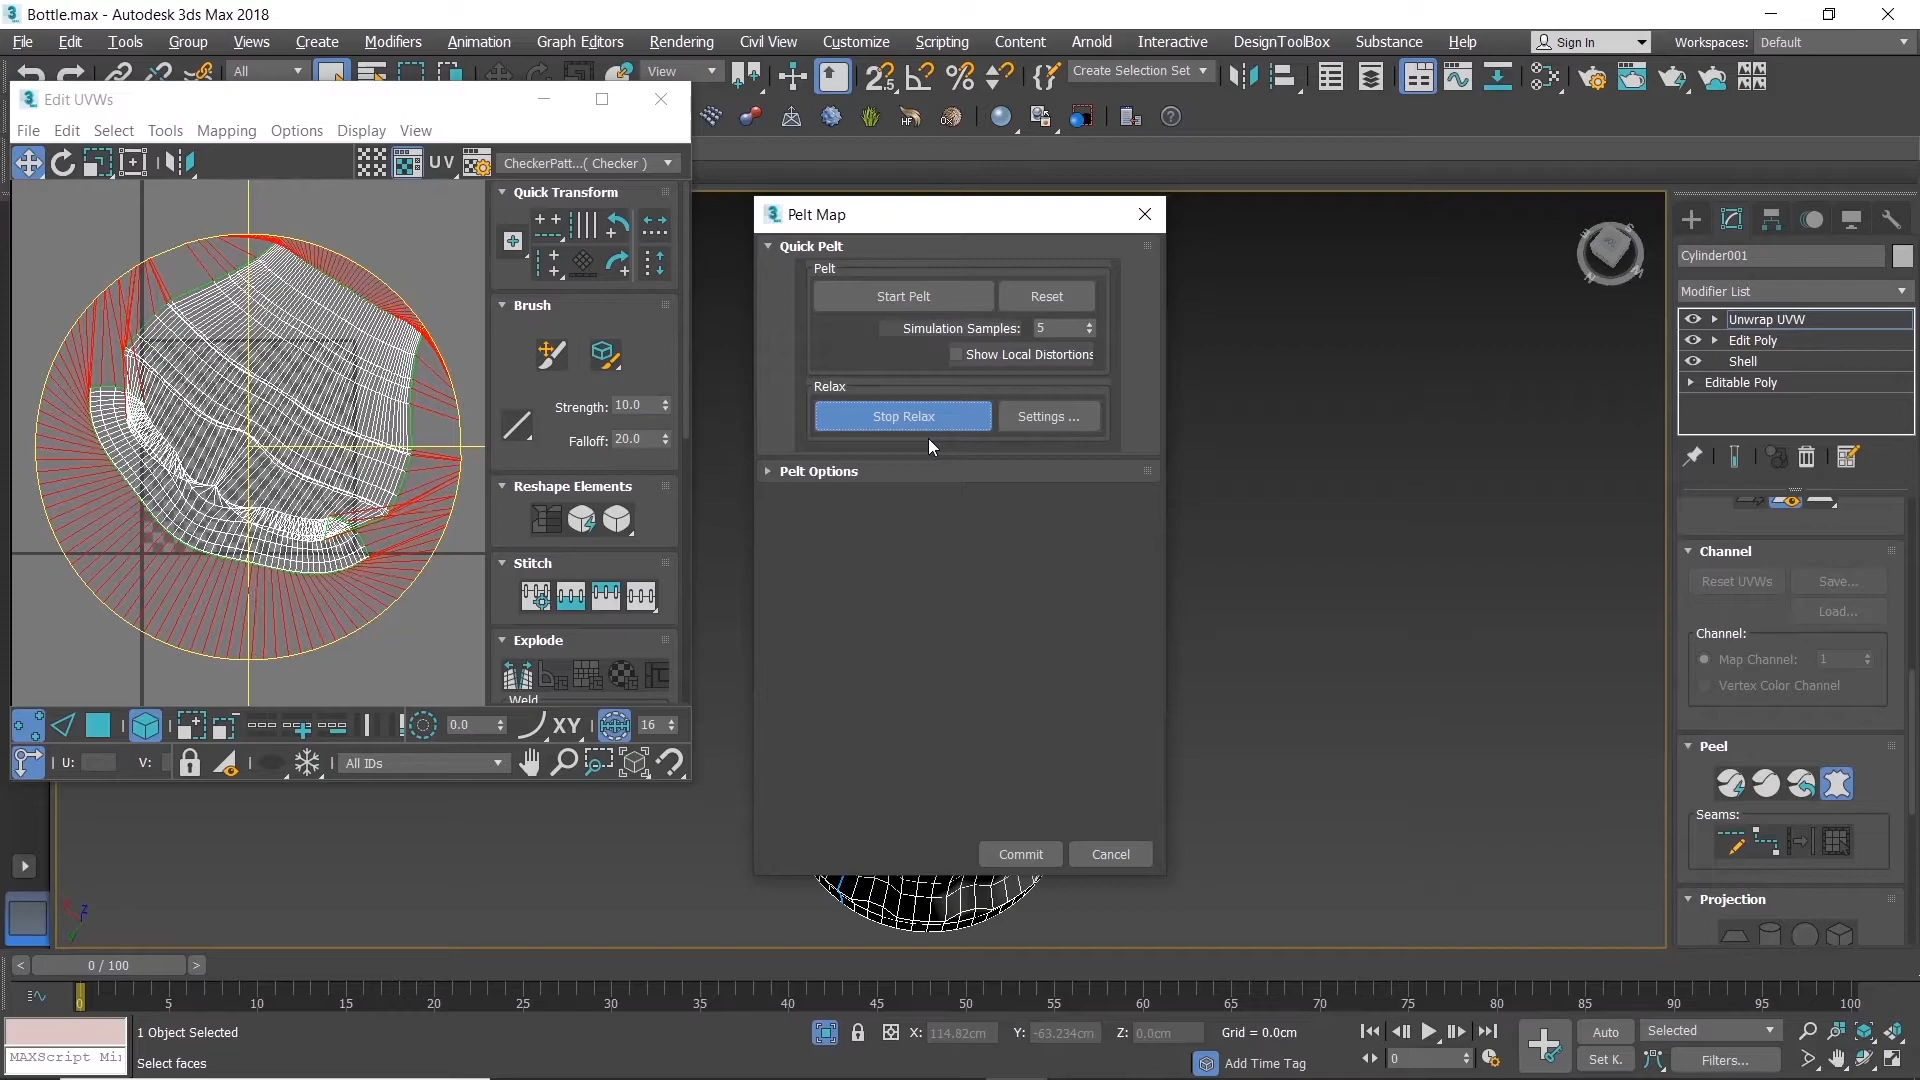 Bottle.max - Autodesk 3ds Max 2018
File Edit Tools Group Views Create Modifiers Animation Graph Editors Rendering Civil View Customize Scripting Content Arnold Interactive DesignToolBox Substance Help Sign In Workspaces: Default
All View Create Selection Set
Edit UVWs
File Edit Select Tools Mapping Options Display View
UV CheckerPatt...( Checker )
Quick Transform
Brush
Strength: 10.0
Falloff: 20.0
Reshape Elements
Stitch
Explode
Weld
0.0 XY 16
U: V: All IDs
Pelt Map
Quick Pelt
Pelt
Start Pelt Reset
Simulation Samples: 5
Show Local Distortions
Relax
Stop Relax Settings ...
Pelt Options
Commit Cancel
Cylinder001
Modifier List
Unwrap UVW
Edit Poly
Shell
Editable Poly
Channel
Reset UVWs Save...
Load...
Channel:
Map Channel: 1
Vertex Color Channel
Peel
Seams:
Projection
0 / 100
0 5 10 15 20 25 30 35 40 45 50 55 60 65 70 75 80 85 90 95 100
1 Object Selected X: 114.82cm Y: -63.234cm Z: 0.0cm Grid = 0.0cm Auto Selected
MAXScript Mi Select faces Add Time Tag 0 Set K. Filters...